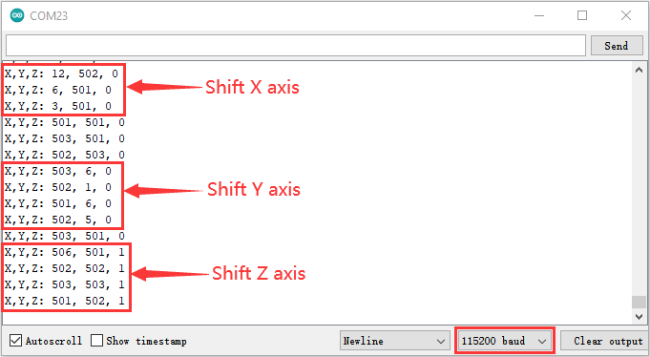 COM23
Send
X,Y,Z: 12, 502, 0
X,Y,Z: 6, 501, 0
X,Y,Z: 3, 501, 0
Shift X axis
X,Y,Z: 501, 501, 0
X,Y,Z: 503, 501, 0
X,Y,Z: 502, 503, 0
X,Y,Z: 503, 6, 0
X,Y,Z: 502, 1, 0
X,Y,Z: 501, 6, 0
X,Y,Z: 502, 5, 0
Shift Y axis
X,Y,Z: 503, 501, 0
X,Y,Z: 506, 501, 1
X,Y,Z: 502, 502, 1
X,Y,Z: 503, 503, 1
X,Y,Z: 501, 502, 1
Shift Z axis
Autoscroll Show timestamp Newline 115200 baud Clear output